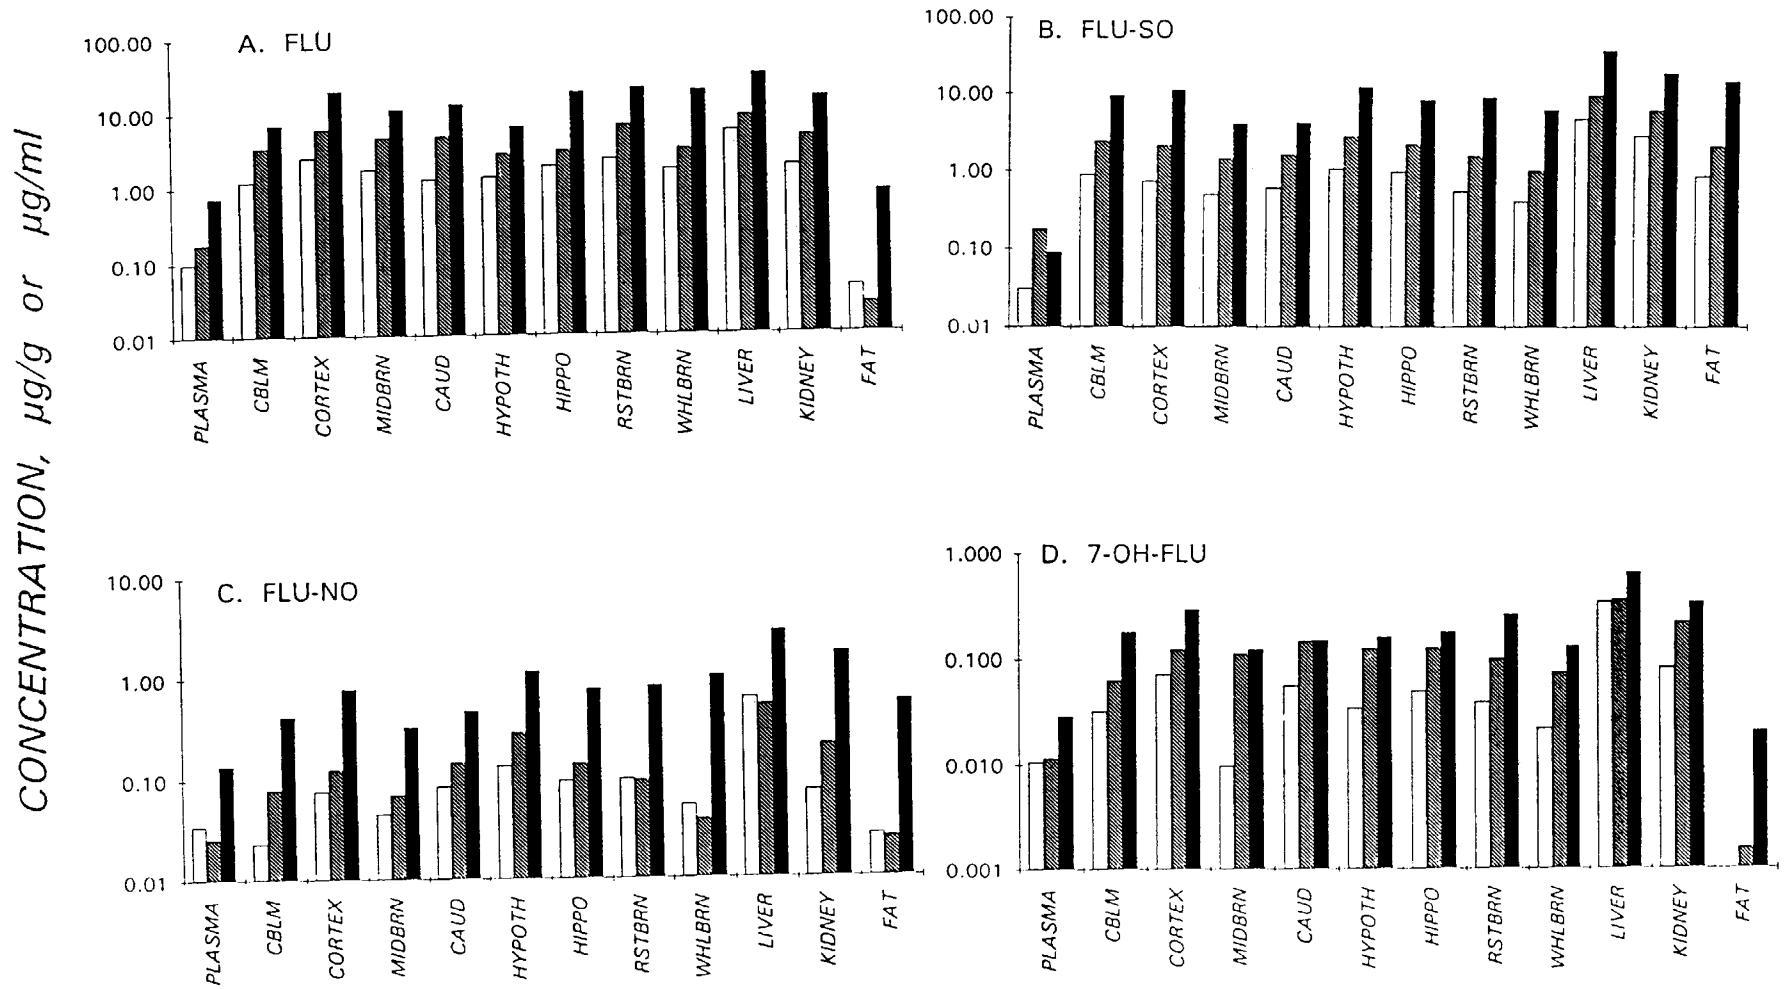 CONCENTRATION, µg/g or µg/ml
A. FLU
100.00
10.00
1.00
0.10
0.01
PLASMA
CBLM
CORTEX
MIDBRN
CAUD
HYPOTH
HIPPO
RSTBRN
WHLBRN
LIVER
KIDNEY
FAT
B. FLU-SO
100.00
10.00
1.00
0.10
0.01
PLASMA
CBLM
CORTEX
MIDBRN
CAUD
HYPOTH
HIPPO
RSTBRN
WHLBRN
LIVER
KIDNEY
FAT
C. FLU-NO
10.00
1.00
0.10
0.01
PLASMA
CBLM
CORTEX
MIDBRN
CAUD
HYPOTH
HIPPO
RSTBRN
WHLBRN
LIVER
KIDNEY
FAT
D. 7-OH-FLU
1.000
0.100
0.010
0.001
PLASMA
CBLM
CORTEX
MIDBRN
CAUD
HYPOTH
HIPPO
RSTBRN
WHLBRN
LIVER
KIDNEY
FAT